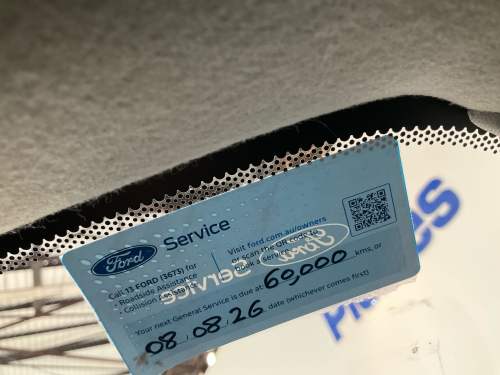 Ford Service
Call 13 FORD (3673) for
- Roadside Assistance
- Collision Assistance
Visit ford.com.au/owners
or scan the QR code to
book a service
Your next General Service is due at 60,000 kms, or
08.08.26 date (whichever comes first)